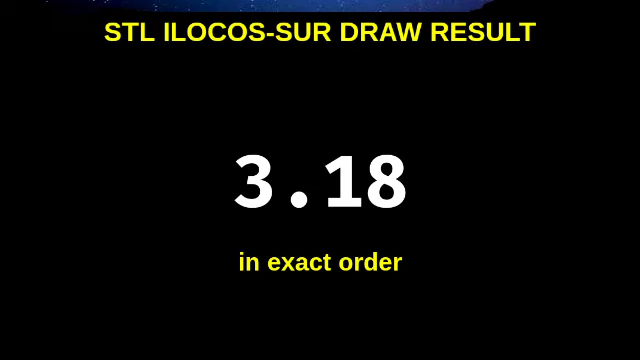 STL ILOCOS-SUR DRAW RESULT
3.18
in exact order